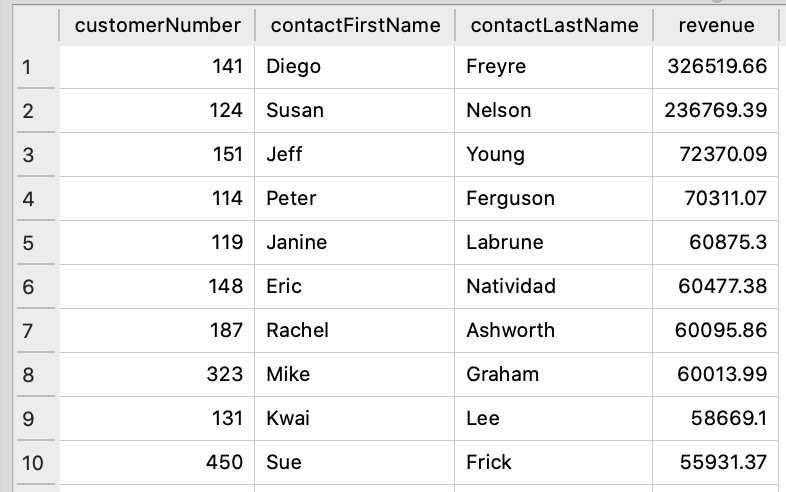 customerNumber contactFirstName contactLastName revenue
1 141 Diego Freyre 326519.66
2 124 Susan Nelson 236769.39
3 151 Jeff Young 72370.09
4 114 Peter Ferguson 70311.07
5 119 Janine Labrune 60875.3
6 148 Eric Natividad 60477.38
7 187 Rachel Ashworth 60095.86
8 323 Mike Graham 60013.99
9 131 Kwai Lee 58669.1
10 450 Sue Frick 55931.37